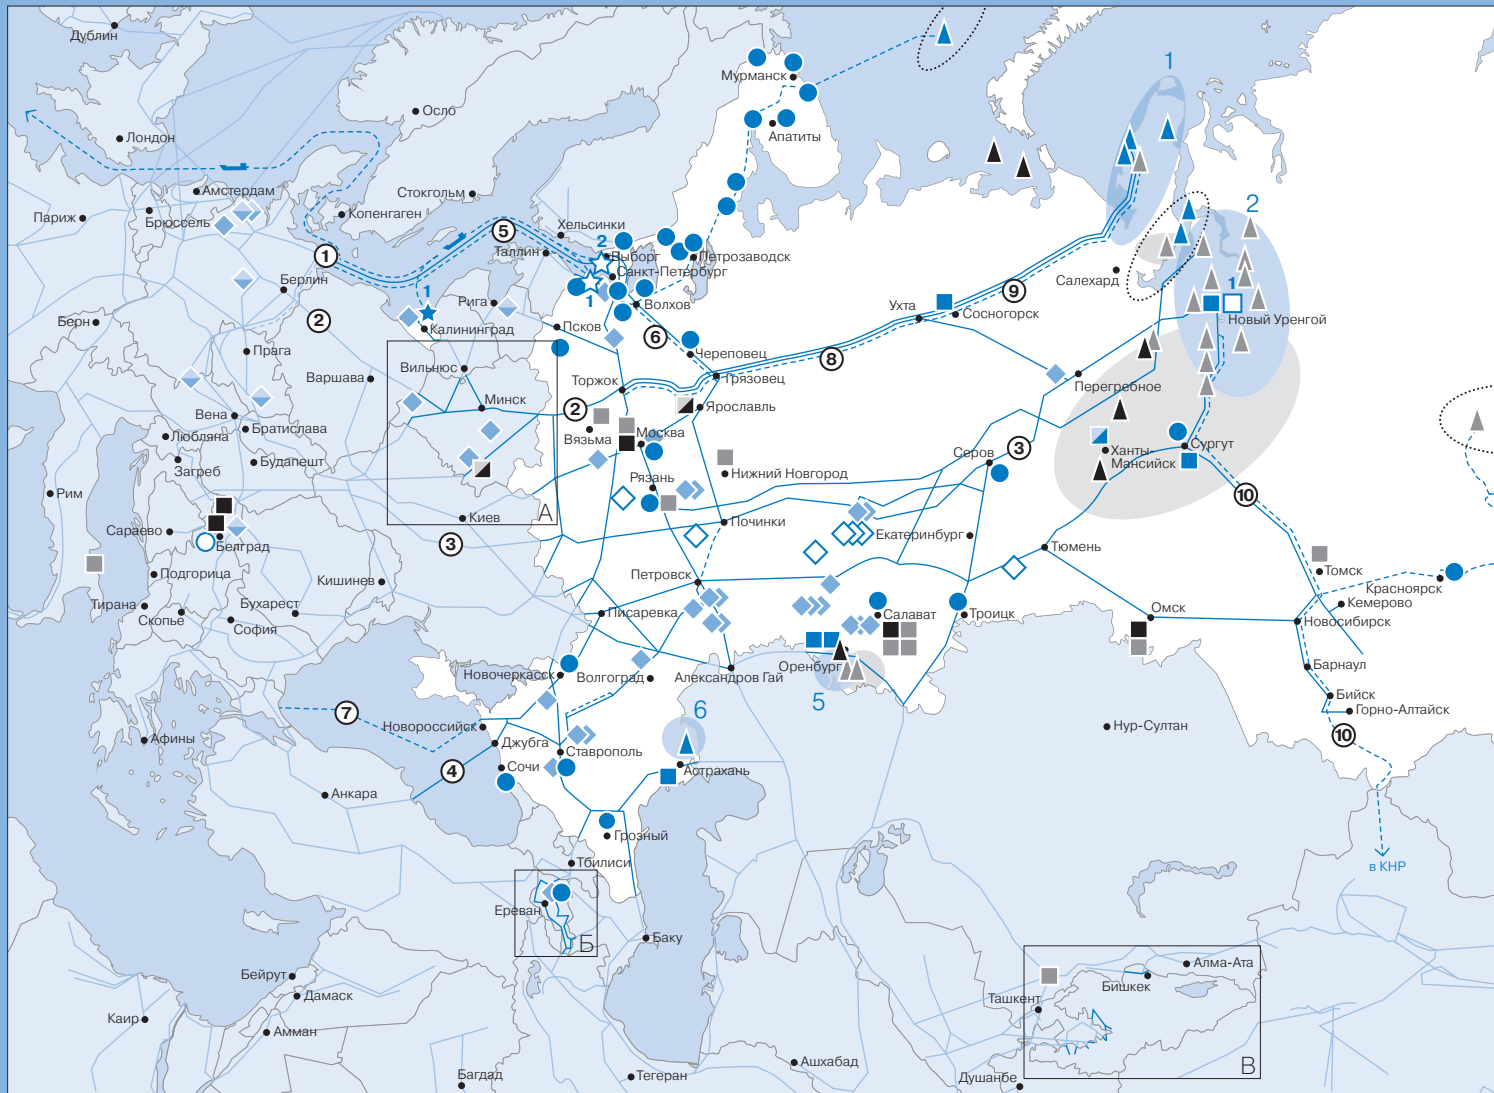 Дублин
Мурманск
1
Осло
Лондон
Апатиты
Стокгольм
Амстердам
Копенгаген
Париж
Брюссель
Хельсинки
5
2
Таллин
Выборг
Петрозаводск
Санкт-Петербург
1
2
1
Берлин
1
Рига
1
Волхов
Салехард
9
Ухта
Сосногорск
1
Новый Уренгой
Берн
2
Калининград
Псков
6
Череповец
8
Прага
Вильнюс
Варшава
Торжок
Грязовец
Перегребное
Минск
2
Ярославль
Вена
Братислава
Вязьма
Москва
Любляна
Загреб
Будапешт
Нижний Новгород
Серов
3
Ханты-
Мансийск
Сургут
Рим
Рязань
10
А
Киев
Починки
Сараево
Белград
3
Екатеринбург
Тюмень
Подгорица
Кишинев
Петровск
Томск
Красноярск
Тирана
Скопье
Бухарест
София
Писаревка
Салават
Троицк
Омск
Кемерово
Новосибирск
Новочеркасск
Волгоград
Александров Гай
Оренбург
Барнаул
5
6
7
Бийск
Горно-Алтайск
Новороссийск
Нур-Султан
10
Афины
Джубга
Ставрополь
4
Сочи
Астрахань
Анкара
Грозный
Тбилиси
в КНР
Ереван
Б
Баку
Бейрут
Дамаск
Алма-Ата
Бишкек
Ташкент
Каир
Амман
В
Багдад
Тегеран
Ашхабад
Душанбе